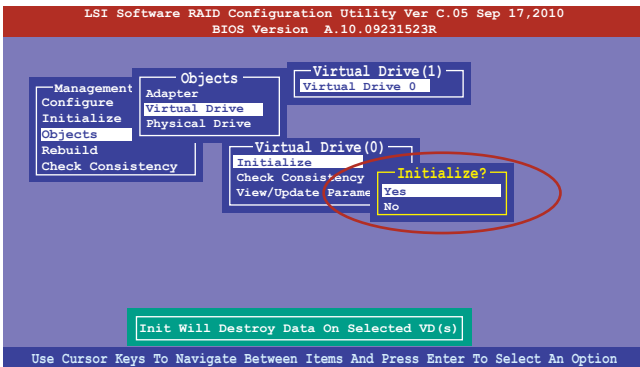 LSI Software RAID Configuration Utility Ver C.05 Sep 17,2010
BIOS Version A.10.09231523R
Management
Configure
Initialize
Objects
Rebuild
Check Consistency
Objects
Adapter
Virtual Drive
Physical Drive
Virtual Drive(1)
Virtual Drive 0
Virtual Drive(0)
Initialize
Check Consistency
View/Update Parame
Initialize?
Yes
No
Init Will Destroy Data On Selected VD(s)
Use Cursor Keys To Navigate Between Items And Press Enter To Select An Option